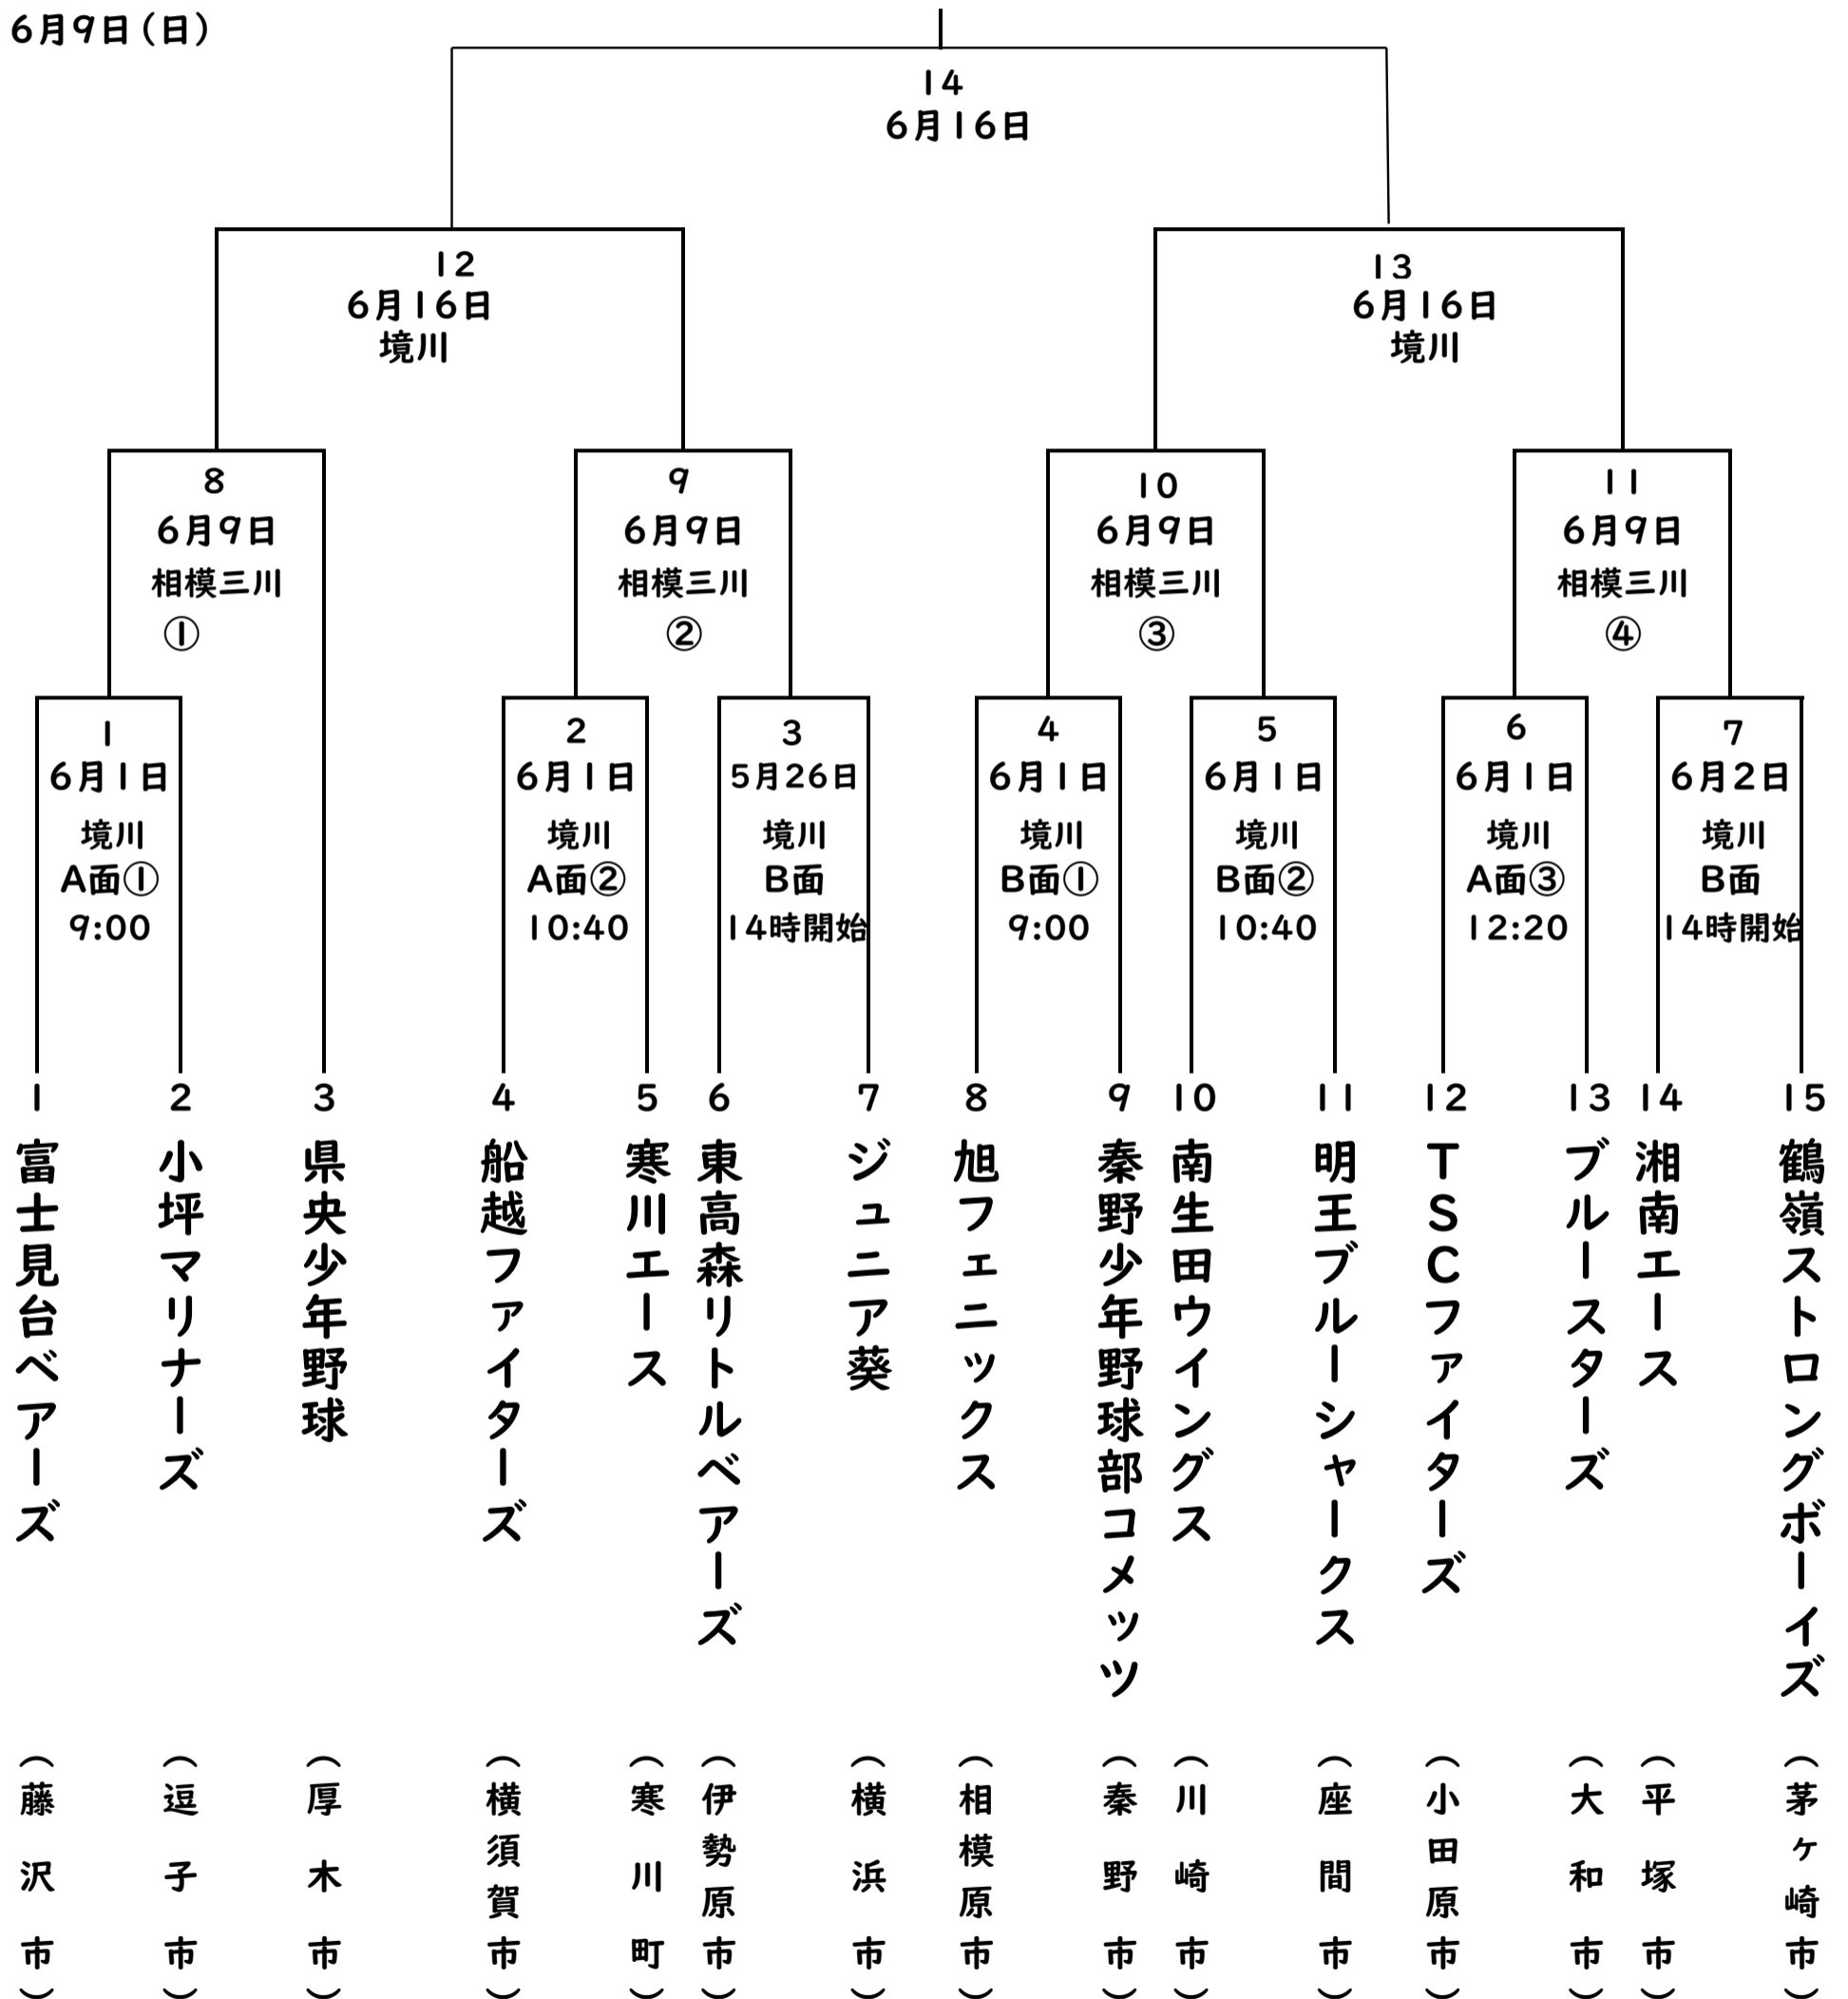 6月9日(日)
14
6月16日
12
6月16日
境川
13
6月16日
境川
8
6月9日
相模三川
①
9
6月9日
相模三川
②
10
6月9日
相模三川
③
11
6月9日
相模三川
④
1
6月1日
境川
A面①
9:00
2
6月1日
境川
A面②
10:40
3
5月26日
境川
B面
14時開始
4
6月1日
境川
B面①
9:00
5
6月1日
境川
B面②
10:40
6
6月1日
境川
A面③
12:20
7
6月2日
境川
B面
14時開始
1
富士見台ベアーズ
(藤沢市)
2
小坪マリナーズ
(逗子市)
3
県央少年野球
(厚木市)
4
船越ファイターズ
(横須賀市)
5
寒川エース
(寒川町)
6
東高森リトルベアーズ
(伊勢原市)
7
ジュニア葵
(横浜市)
8
旭フェニックス
(相模原市)
9
秦野少年野球部コメッツ
(秦野市)
10
南生田ウイングス
(川崎市)
11
明王ブルーシャークス
(座間市)
12
TSCファイターズ
(小田原市)
13
ブルースターズ
(大和市)
14
湘南エース
(平塚市)
15
鶴嶺ストロングボーイズ
(茅ヶ崎市)